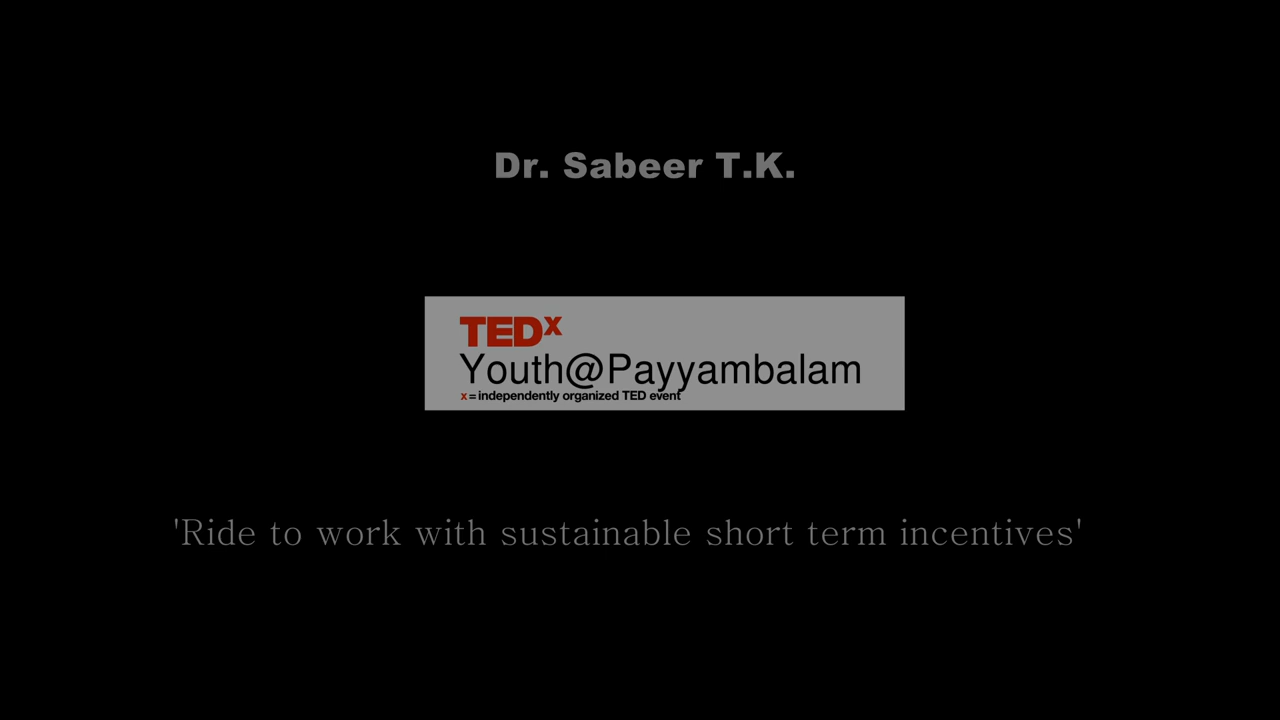 Dr. Sabeer T.K.
TEDx
Youth@Payyambalam
x = independently organized TED event
'Ride to work with sustainable short term incentives'